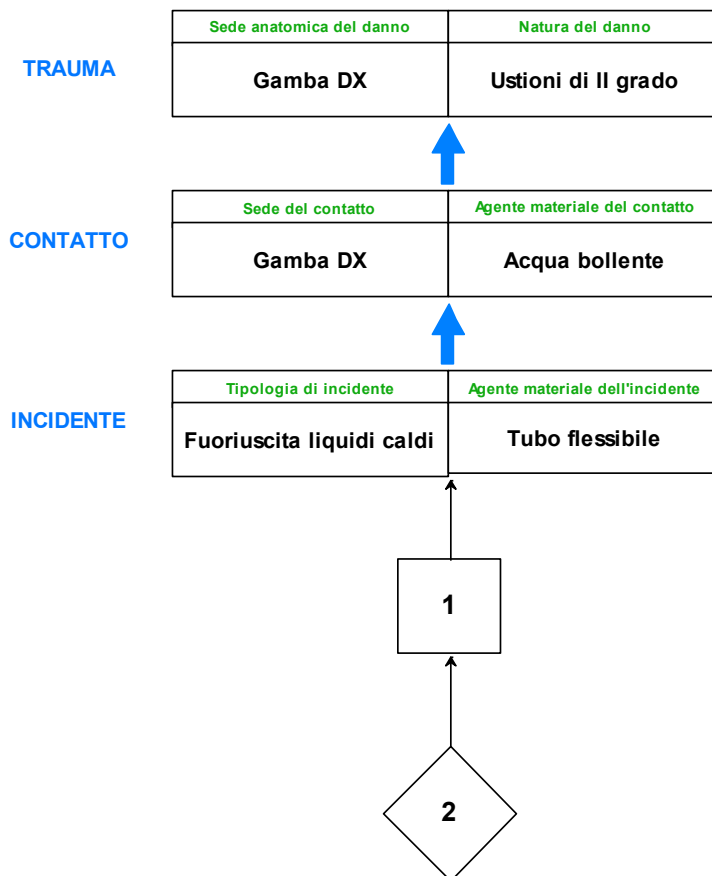 Sede anatomica del danno
Natura del danno
TRAUMA
Gamba DX
Ustioni di II grado
Sede del contatto
Agente materiale del contatto
CONTATTO
Gamba DX
Acqua bollente
Tipologia di incidente
Agente materiale dell'incidente
INCIDENTE
Fuoriuscita liquidi caldi
Tubo flessibile
1
2